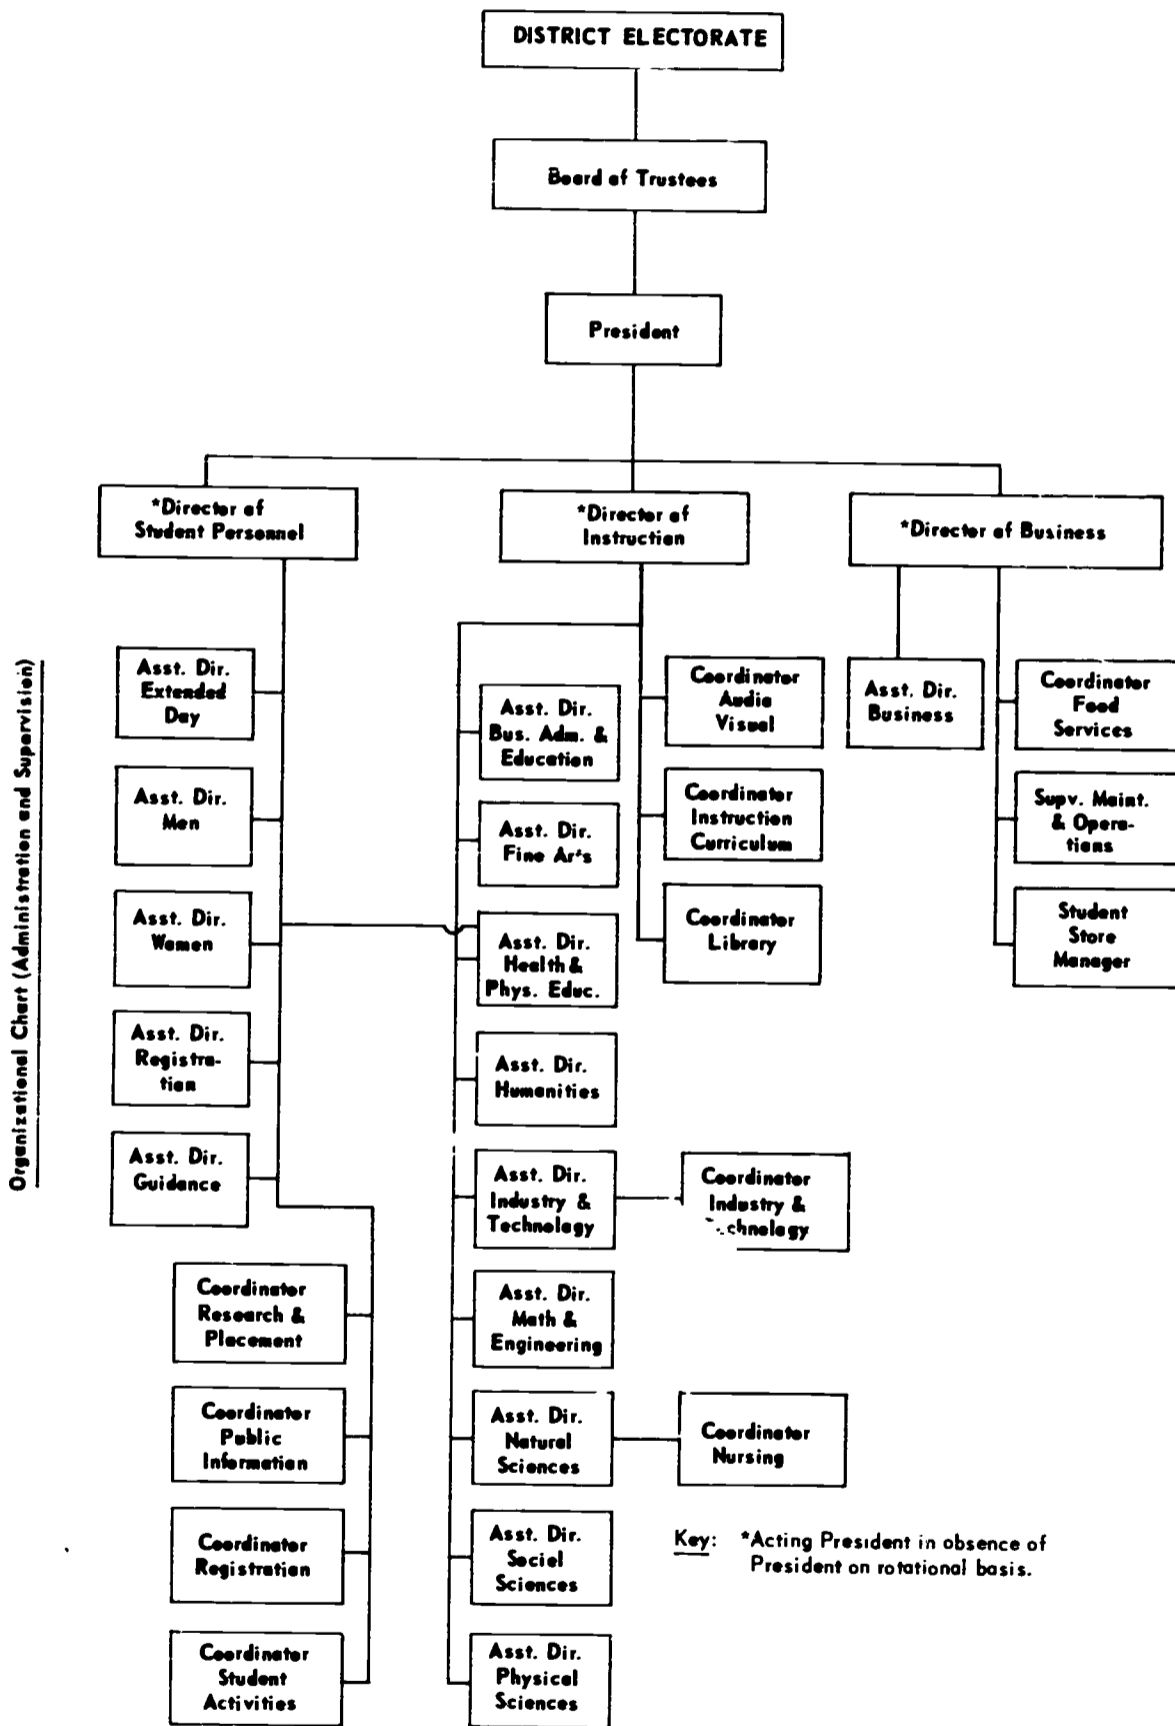 DISTRICT ELECTORATE
Board of Trustees
President
*Director of
Student Personnel
*Director of
Instruction
*Director of Business
Organizational Chart (Administration and Supervision)
Asst. Dir.
Extended
Day
Asst. Dir.
Men
Asst. Dir.
Women
Asst. Dir.
Registra-
tion
Asst. Dir.
Guidance
Coordinator
Research &
Placement
Coordinator
Public
Information
Coordinator
Registration
Coordinator
Student
Activities
Asst. Dir.
Bus. Adm. &
Education
Asst. Dir.
Fine Ar's
Asst. Dir.
Health &
Phys. Educ.
Asst. Dir.
Humanities
Asst. Dir.
Industry &
Technology
Asst. Dir.
Math &
Engineering
Asst. Dir.
Natural
Sciences
Asst. Dir.
Social
Sciences
Asst. Dir.
Physical
Sciences
Coordinator
Audio
Visual
Coordinator
Instruction
Curriculum
Coordinator
Library
Coordinator
Industry &
chnology
Coordinator
Nursing
Asst. Dir.
Business
Coordinator
Food
Services
Supv. Maint.
& Opera-
tions
Student
Store
Manager
Key: *Acting President in absence of
President on rotational basis.